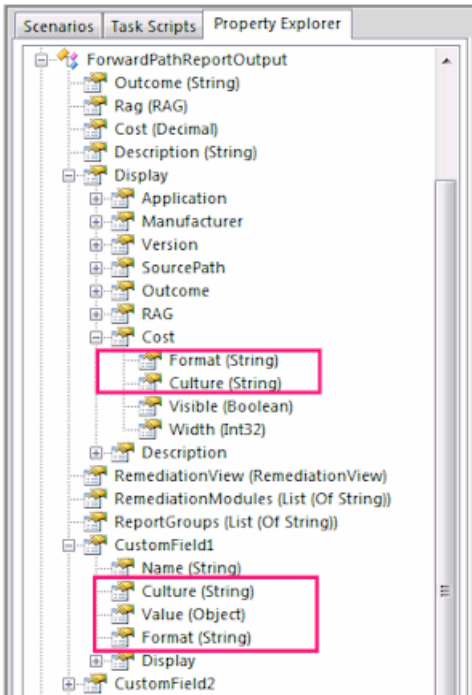 Scenarios Task Scripts Property Explorer
ForwardPathReportOutput
Outcome (String)
Rag (RAG)
Cost (Decimal)
Description (String)
Display
Application
Manufacturer
Version
SourcePath
Outcome
RAG
Cost
Format (String)
Culture (String)
Visible (Boolean)
Width (Int32)
Description
RemediationView (RemediationView)
RemediationModules (List (Of String))
ReportGroups (List (Of String))
CustomField1
Name (String)
Culture (String)
Value (Object)
Format (String)
Display
CustomField2